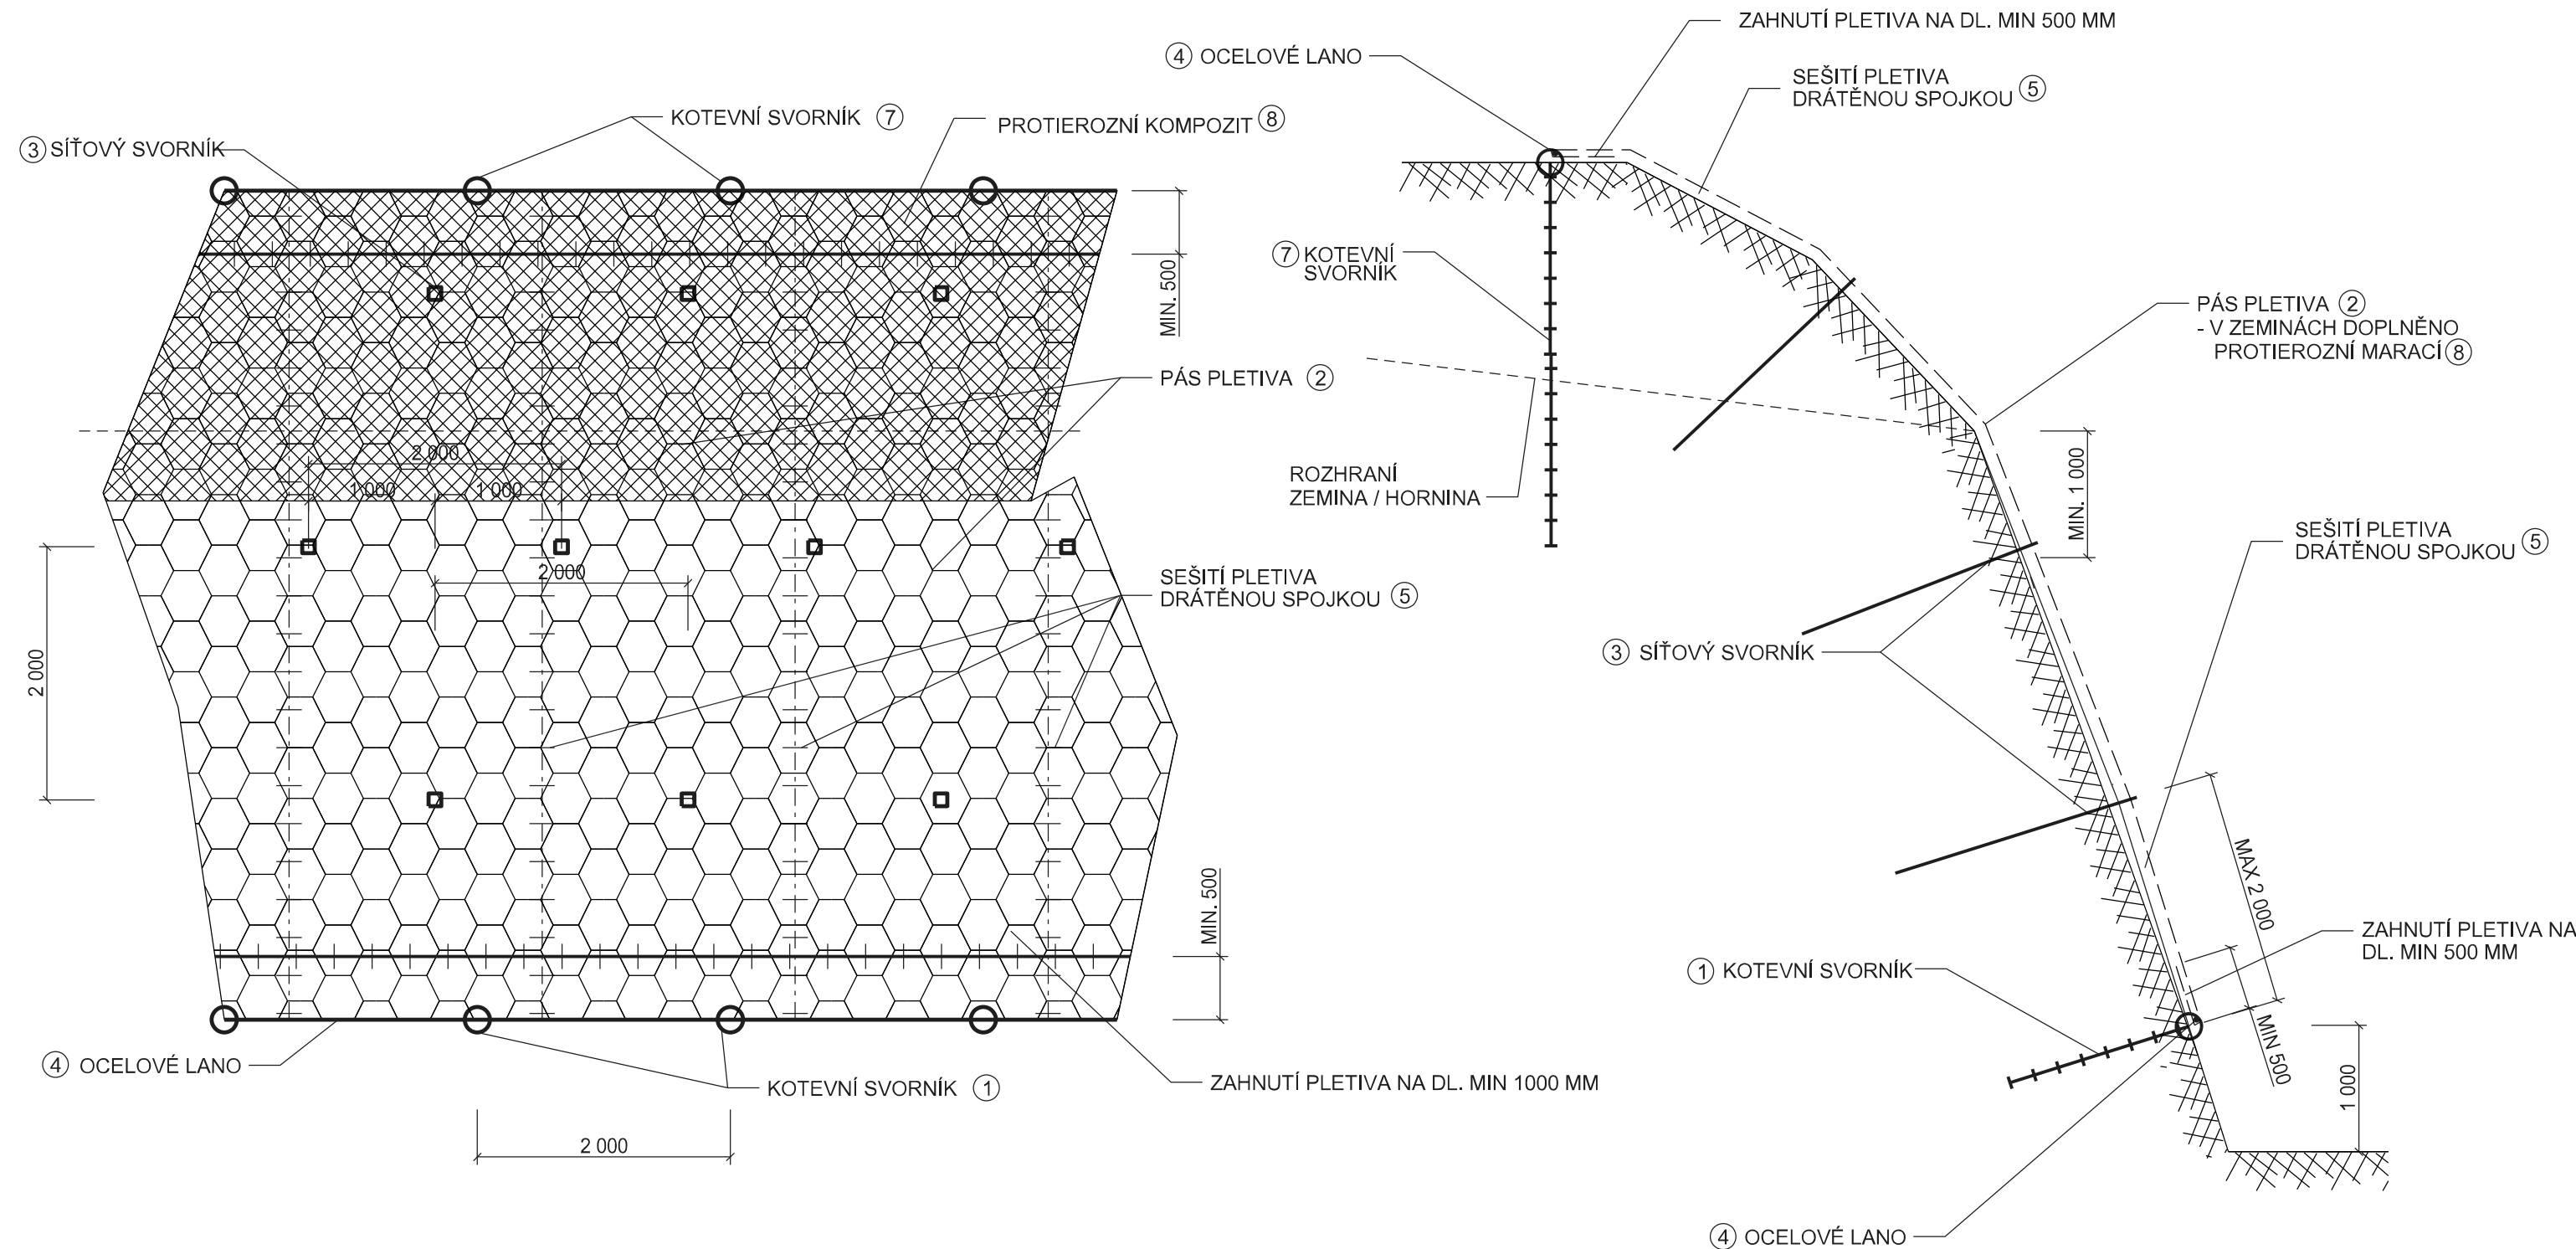 KOTEVNÍ SVORNÍK 7
PROTIEROZNÍ KOMPOZIT 8
3 SÍŤOVÝ SVORNÍK
MIN. 500
PÁS PLETIVA 2
2 000
1 000
1 000
2 000
SEŠITÍ PLETIVA
DRÁTĚNOU SPOJKOU 5
2 000
MIN. 500
4 OCELOVÉ LANO
KOTEVNÍ SVORNÍK 1
ZAHNUTÍ PLETIVA NA DL. MIN 1000 MM
2 000
ZAHNUTÍ PLETIVA NA DL. MIN 500 MM
4 OCELOVÉ LANO
SEŠITÍ PLETIVA
DRÁTĚNOU SPOJKOU 5
7 KOTEVNÍ
SVORNÍK
PÁS PLETIVA 2
- V ZEMINÁCH DOPLNĚNO
PROTIEROZNÍ MARACÍ 8
ROZHRANÍ
ZEMINA / HORNINA
MIN. 1 000
SEŠITÍ PLETIVA
DRÁTĚNOU SPOJKOU 5
3 SÍŤOVÝ SVORNÍK
MAX 2 000
ZAHNUTÍ PLETIVA NA
DL. MIN 500 MM
1 KOTEVNÍ SVORNÍK
MIN 500
1 000
4 OCELOVÉ LANO